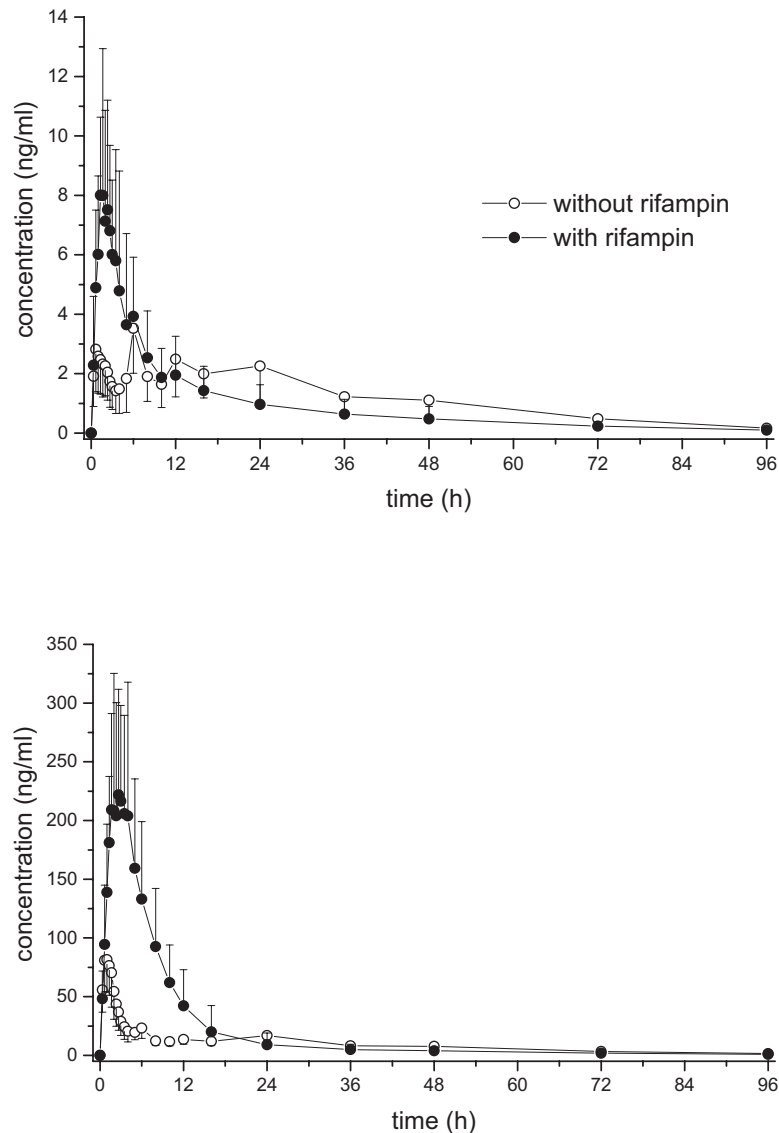 14
12
10
8
6
4
2
0
concentration (ng/ml)
without rifampin
with rifampin
0 12 24 36 48 60 72 84 96
time (h)
350
300
250
200
150
100
50
0
concentration (ng/ml)
0 12 24 36 48 60 72 84 96
time (h)